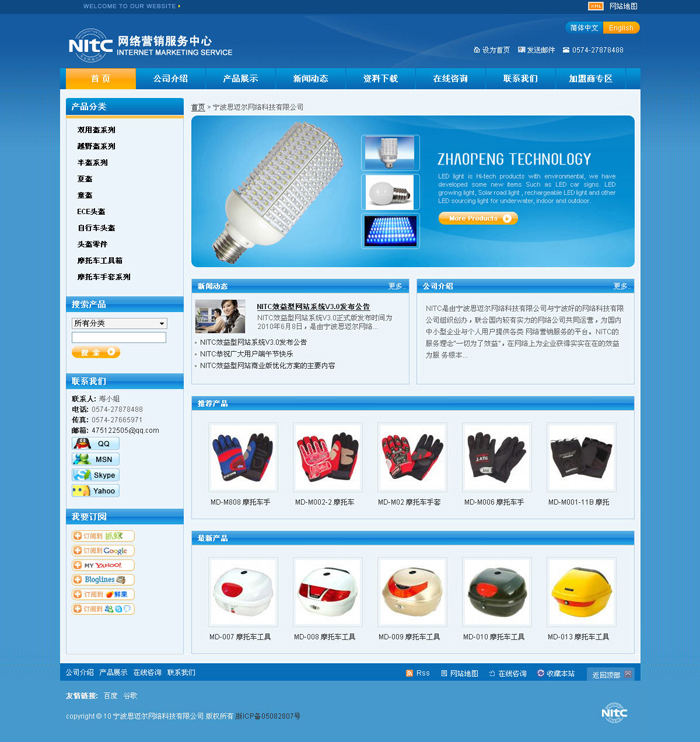 WELCOME TO OUR WEBSITE
XML 网站地图
简体中文 English
NITC 网络营销服务中心
INTERNET MARKETING SERVICE
设为首页 发送邮件 0574-27878488
首 页 公司介绍 产品展示 新闻动态 资料下载 在线咨询 联系我们 加盟商专区
产品分类
双用盔系列
越野盔系列
半盔系列
夏盔
童盔
ECE头盔
自行车头盔
头盔零件
摩托车工具箱
摩托车手套系列
搜索产品
所有分类
搜 索
联系我们
联系人: 寿小姐
电话: 0574-27878488
传真: 0574-27665971
邮箱: 475122505@qq.com
QQ
MSN
Skype
Yahoo
我要订阅
订阅到 抓虾
订阅到 Google
MY YAHOO!
Bloglines
订阅到 鲜果
订阅到
首页 > 宁波思迈尔网络科技有限公司
ZHAOPENG TECHNOLOGY
LED light is Hi-tech products with environmental, we have
developed some new items Such as LED car signs. LED
growing light, Solar road light , rechargeable LED light and other
LED sourcing light for underwater, indoor and outdoor.
More Products
新闻动态 更多
NITC效益型网站系统V3.0发布公告
NITC效益型网站系统V3.0正式版发布时间为
2010年6月8日，是由宁波思迈尔网络...
NITC效益型网站系统V3.0发布公告
NITC恭祝广大用户端午节快乐
NITC效益型网站商业版优化方案的主要内容
公司介绍 更多
NITC是由宁波思迈尔网络科技有限公司与宁波好的网络科技有限
公司组织创办，联合国内较有实力的网络公司共同运营，为国内
中小型企业与个人用户提供各类 网络营销服务的平台。NITC的
服务理念"一切为了效益"，在网络上为企业获得实实在在的效益
为服 务根本...
推荐产品
MD-M808 摩托车手 MD-M002-2 摩托车 MD-M02 摩托车手套 MD-M006 摩托车手 MD-M001-11B 摩托
最新产品
MD-007 摩托车工具 MD-008 摩托车工具 MD-009 摩托车工具 MD-010 摩托车工具 MD-013 摩托车工具
公司介绍 产品展示 在线咨询 联系我们
Rss 网站地图 在线咨询 收藏本站 返回顶部
友情链接: 百度 谷歌
copyright © 10 宁波思迈尔网络科技有限公司 版权所有 浙ICP备05082607号
NITC